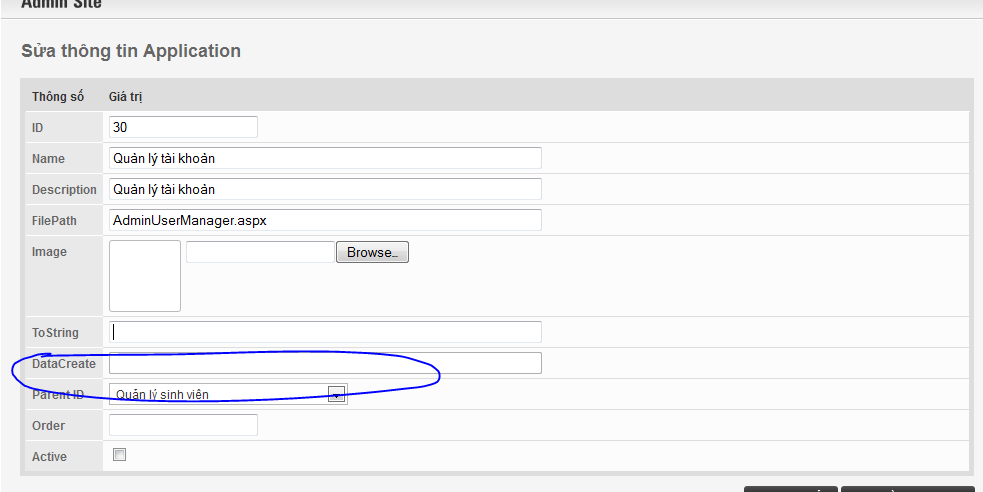 Admin Site
Sửa thông tin Application
Thông số Giá trị
ID 30
Name Quản lý tài khoản
Description Quản lý tài khoản
FilePath AdminUserManager.aspx
Image Browse..
ToString
DataCreate
Parent ID Quản lý sinh viên
Order
Active